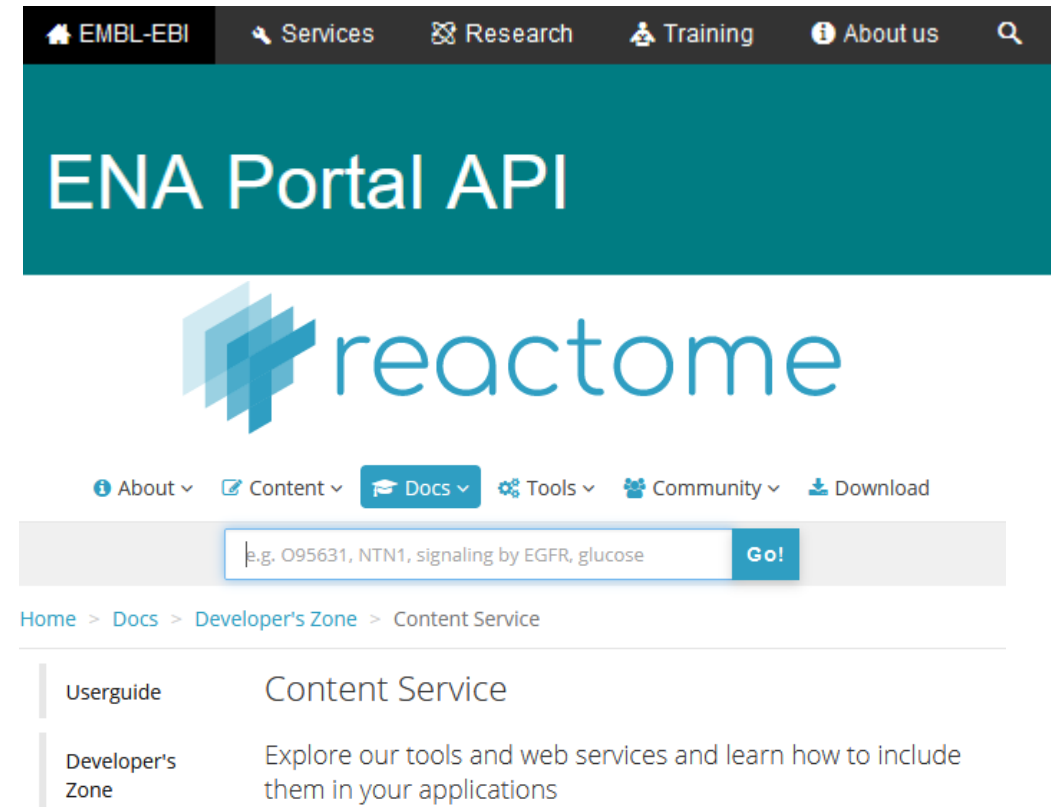 EMBL-EBI Services Research Training About us
ENA Portal API
reactome
About Content Docs Tools Community Download
e.g. O95631, NTN1, signaling by EGFR, glucose Go!
Home > Docs > Developer's Zone > Content Service
Userguide
Content Service
Developer's
Zone
Explore our tools and web services and learn how to include
them in your applications